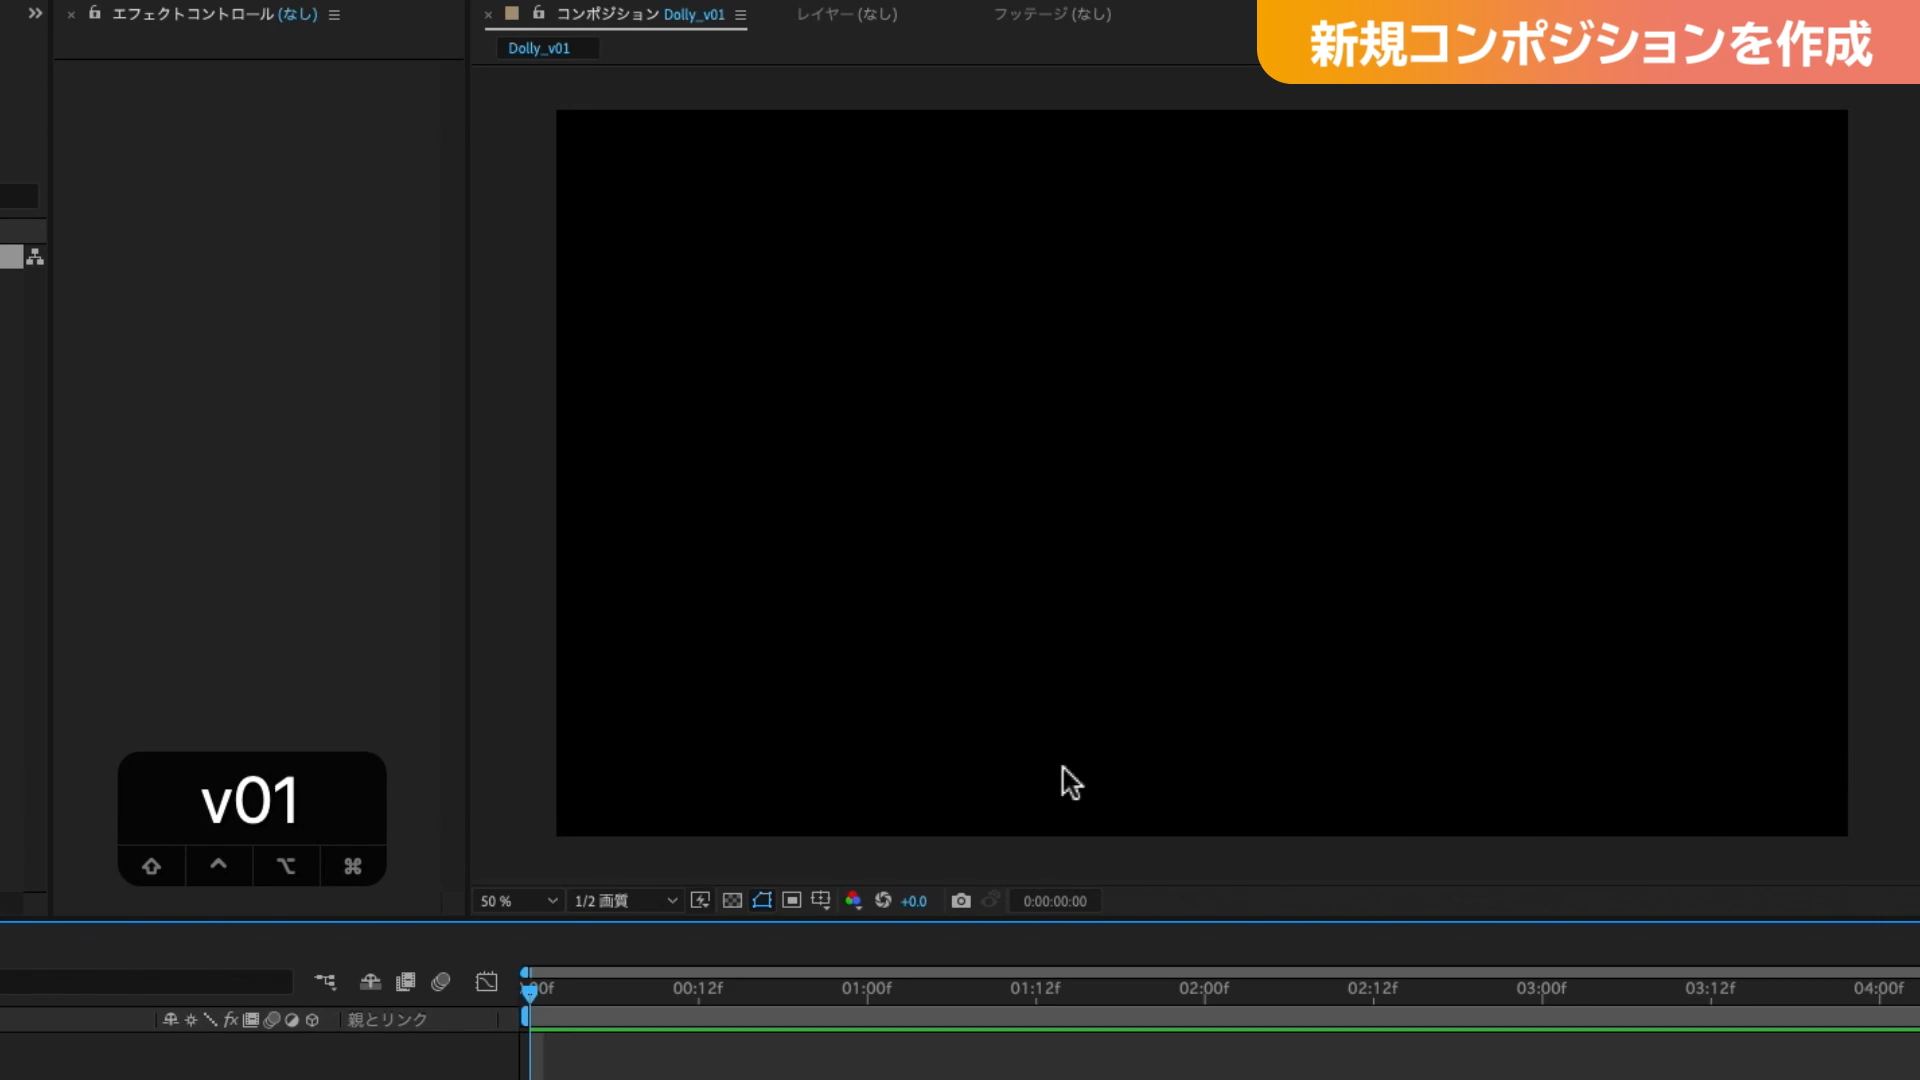 エフェクトコントロール (なし)
コンポジション Dolly_v01
レイヤー (なし)
フッテージ (なし)
新規コンポジションを作成
Dolly_v01
v01
50 %
1/2 画質
+0.0
0:00:00:00
00f 00:12f 01:00f 01:12f 02:00f 02:12f 03:00f 03:12f 04:00f
fx
親とリンク